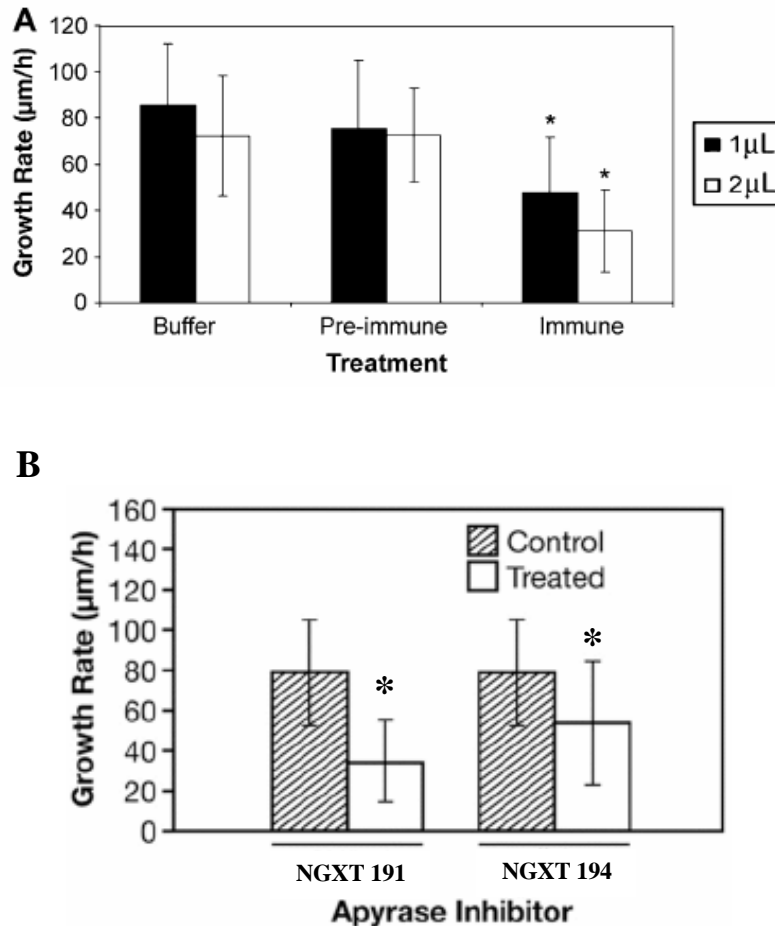 A
120
100
80
60
40
20
0
Growth Rate (µm/h)
*
*
1µL
2µL
Buffer Pre-immune Immune
Treatment
B
160
140
120
100
80
60
40
20
0
Growth Rate (µm/h)
Control
Treated
*
*
NGXT 191 NGXT 194
Apyrase Inhibitor